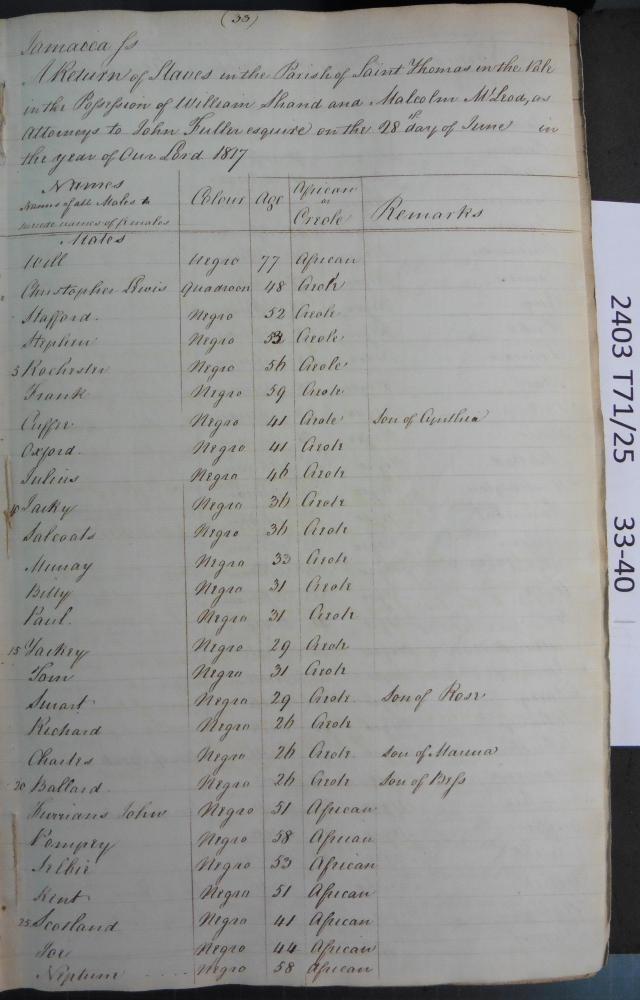 (33)
Jamacca ſs
A Return of Slaves in the Parish of Saint Thomas in the Vale
in the Poſseſsion of William Shand and Malcolm McLeod, as
Attorneys to John Fuller esquire on the 28th day of June in
the year of Our Lord 1817
Names
Names of all Males to
names of females
Colour Age African or Creole Remarks
Males
Will Negro 77 African
Christopher Lewis Quadroon 48 Creole
Stafford Negro 52 Creole
Stephen Negro Creole
5 Rochester Negro 56 Creole
Frank Negro 59 Creole
Cuffee Negro 41 Creole Son of Cynthia
Oxford Negro 41 Creole
Julius Negro 46 Creole
10 Jacky Negro 36 Creole
Salcoats Negro 36 Creole
Murray Negro 33 Creole
Billy Negro 31 Creole
Paul Negro 31 Creole
15 Jackey Negro 29 Creole
Tom Negro 31 Creole
Smart Negro 29 Creole Son of Rose
Richard Negro 26 Creole
Charles Negro 26 Creole Son of
20 Ballard Negro 26 Creole Son of Beſs
John Negro 51 African
Pompey Negro 58 African
Negro 53 African
Kent Negro 51 African
25 Scotland Negro 41 African
Joe Negro 44 African
Neptune Negro 58 African
2403 T71/25 33-40